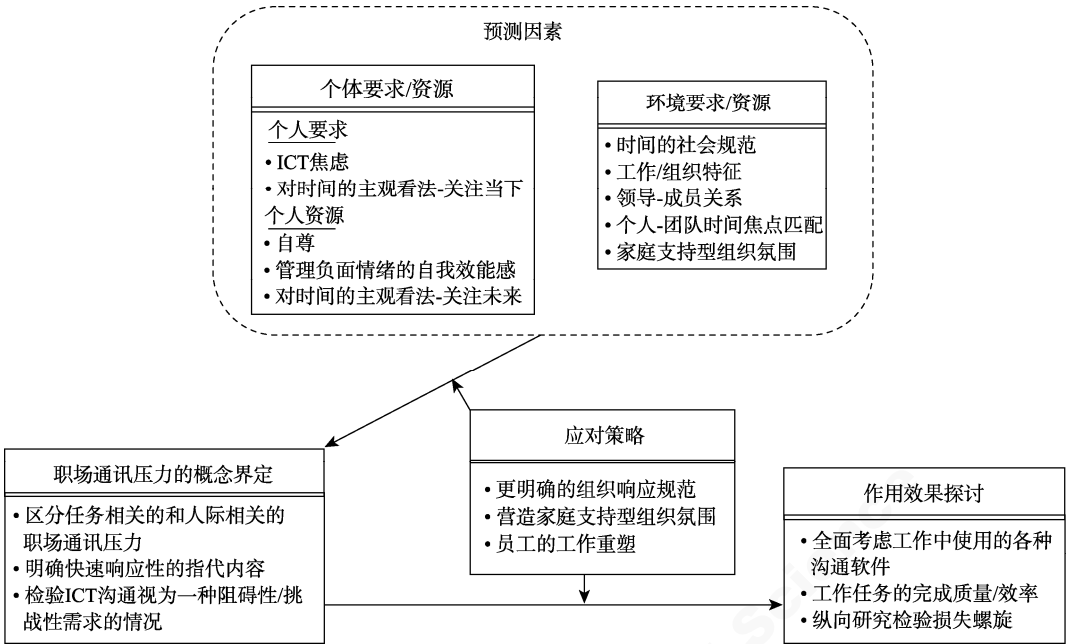 预测因素
个体要求/资源
个人要求
• ICT焦虑
• 对时间的主观看法-关注当下
个人资源
• 自尊
• 管理负面情绪的自我效能感
• 对时间的主观看法-关注未来
环境要求/资源
• 时间的社会规范
• 工作/组织特征
• 领导-成员关系
• 个人-团队时间焦点匹配
• 家庭支持型组织氛围
职场通讯压力的概念界定
• 区分任务相关的和人际相关的
职场通讯压力
• 明确快速响应性的指代内容
• 检验ICT沟通视为一种阻碍性/挑
战性需求的情况
应对策略
• 更明确的组织响应规范
• 营造家庭支持型组织氛围
• 员工的工作重塑
作用效果探讨
• 全面考虑工作中使用的各种
沟通软件
• 工作任务的完成质量/效率
• 纵向研究检验损失螺旋